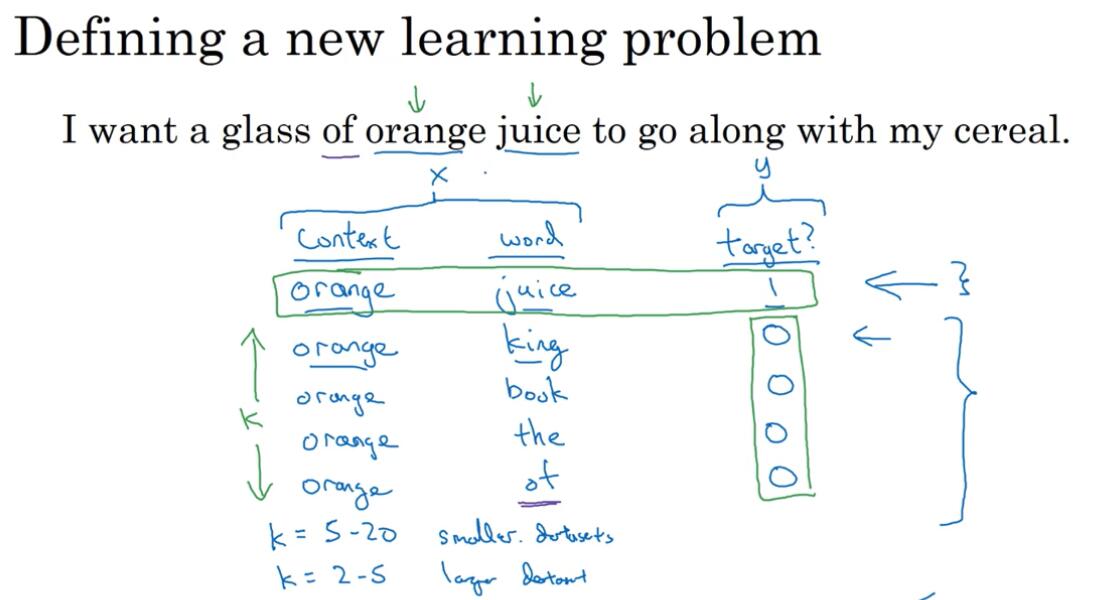 Defining a new learning problem
I want a glass of orange juice to go along with my cereal.
x y
Context word target?
orange juice 1
orange king 0
k
orange book 0
orange the 0
orange of 0
k = 5-20 smaller datasets
k = 2-5 larger dataset